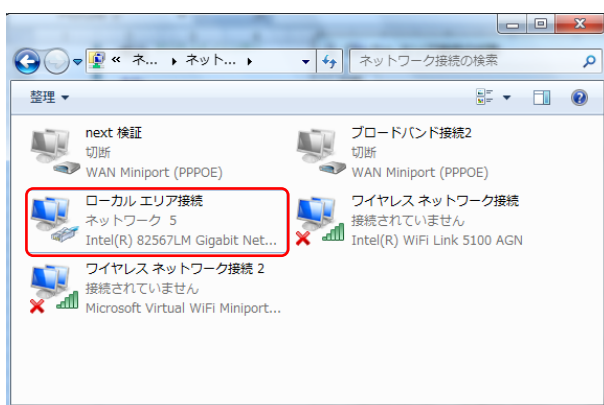 « ネ... ▸ ネット... ▸
ネットワーク接続の検索
整理 ▼
next 検証
切断
WAN Miniport (PPPOE)
ブロードバンド接続2
切断
WAN Miniport (PPPOE)
ローカル エリア接続
ネットワーク 5
Intel(R) 82567LM Gigabit Net...
ワイヤレス ネットワーク接続
接続されていません
Intel(R) WiFi Link 5100 AGN
ワイヤレス ネットワーク接続 2
接続されていません
Microsoft Virtual WiFi Miniport...